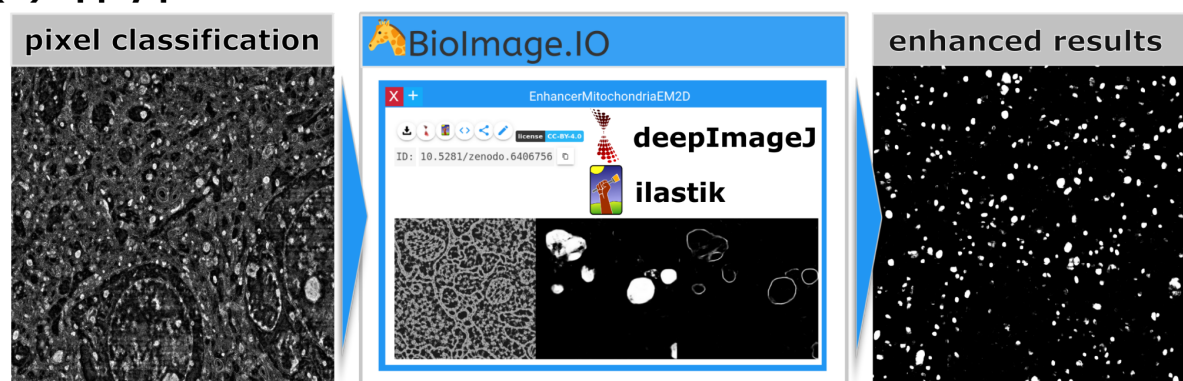 pixel classification
BioImage.IO
X +
EnhancerMitochondriaEM2D
license CC-BY-4.0
ID: 10.5281/zenodo.6406756
deepImageJ
ilastik
enhanced results